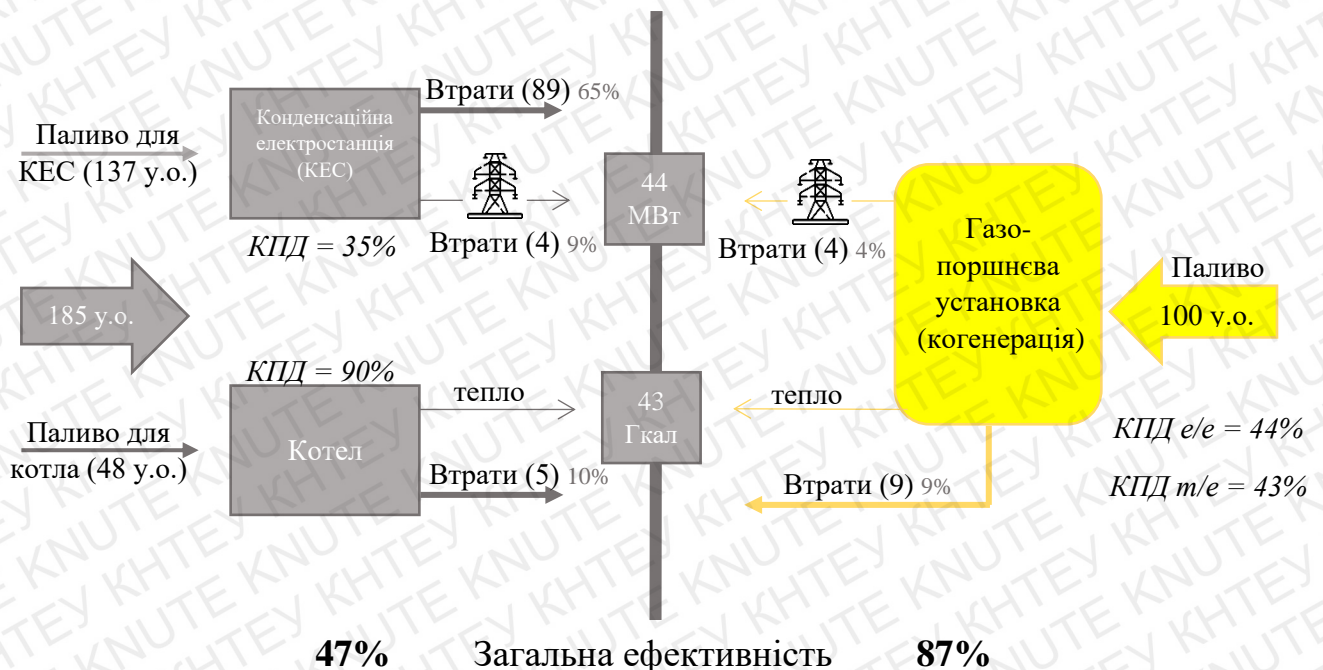 Втрати (89) 65%
Конденсаційна
електростанція
(КЕС)
Паливо для
КЕС (137 у.о.)
КПД = 35%
Втрати (4) 9%
44
МВт
Втрати (4) 4%
Газо-
поршнєва
установка
(когенерація)
Паливо
100 у.о.
185 у.о.
КПД = 90%
тепло
43
Гкал
тепло
Паливо для
котла (48 у.о.)
Котел
Втрати (5) 10%
Втрати (9) 9%
КПД е/е = 44%
КПД т/е = 43%
47% Загальна ефективність 87%